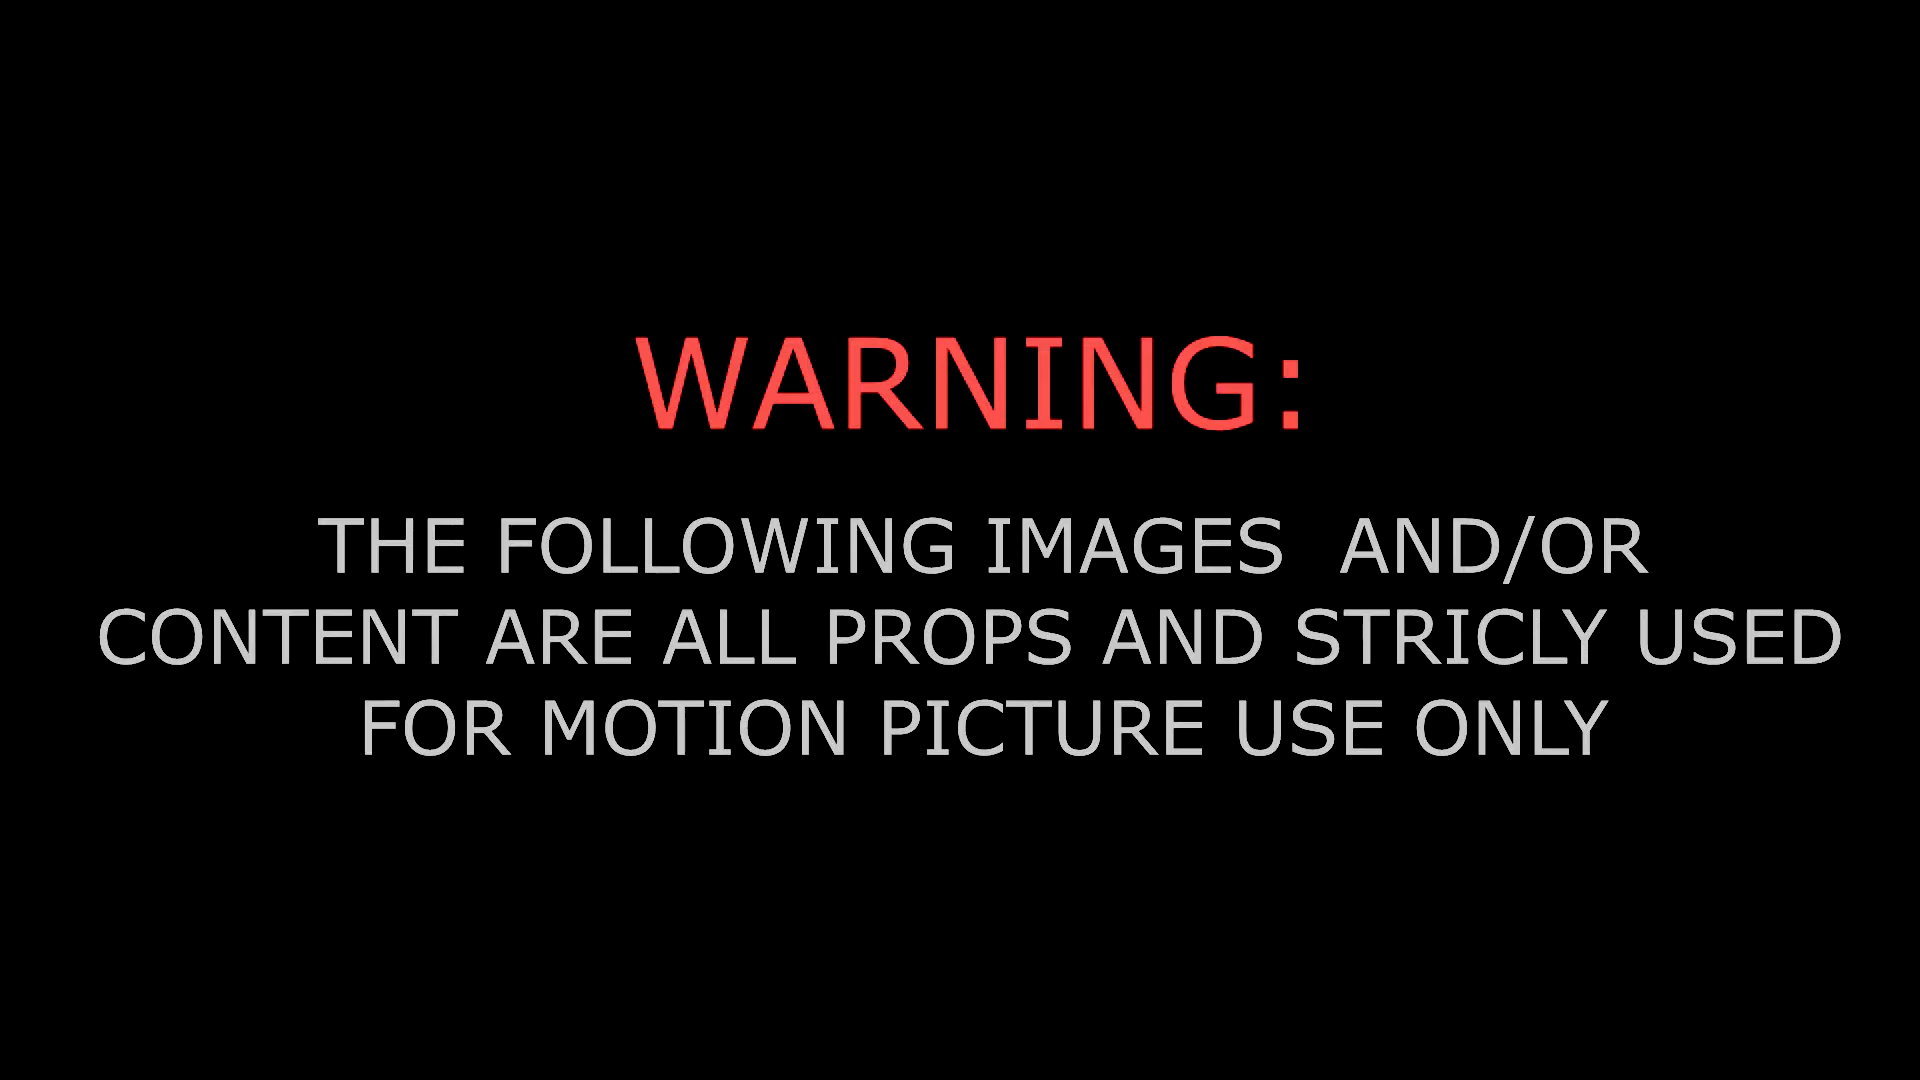 WARNING:
THE FOLLOWING IMAGES  AND/OR
CONTENT ARE ALL PROPS AND STRICLY USED
FOR MOTION PICTURE USE ONLY